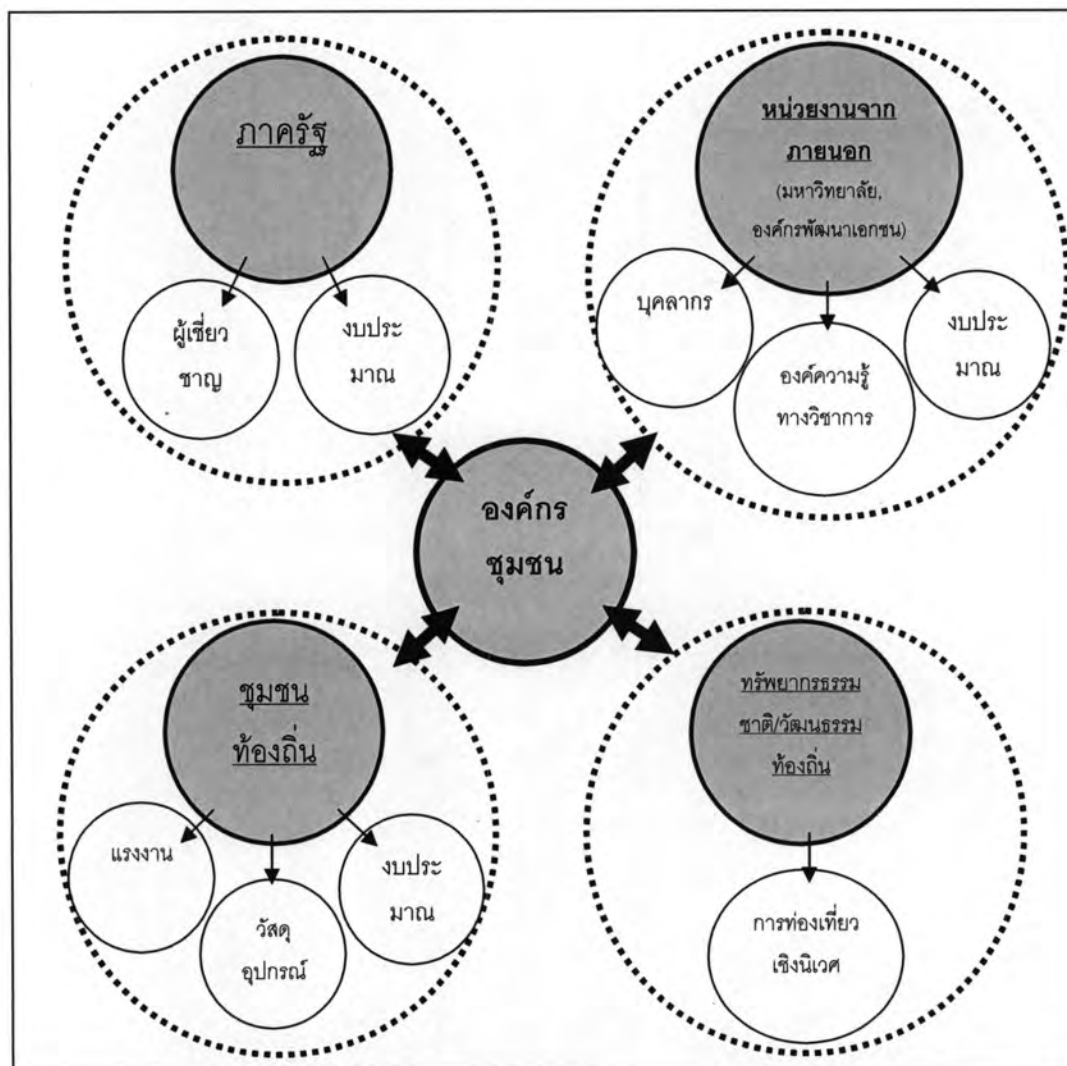 ภาครัฐ
ผู้เชี่ยว
ชาญ
งบประ
มาณ
หน่วยงานจาก
ภายนอก
(มหาวิทยาลัย,
องค์กรพัฒนาเอกชน)
บุคลากร
องค์ความรู้
ทางวิชาการ
งบประ
มาณ
องค์กร
ชุมชน
ชุมชน
ท้องถิ่น
แรงงาน
วัสดุ
อุปกรณ์
งบประ
มาณ
ทรัพยากรธรรม
ชาติ/วัฒนธรรม
ท้องถิ่น
การท่องเที่ยว
เชิงนิเวศ